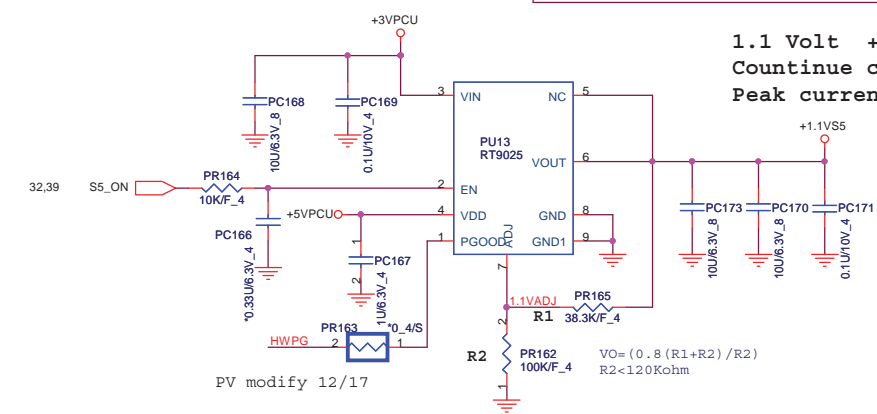 +3VPCU
1.1 Volt +
Countinue c
Peak curren
PC168
10U/6.3V_8
PC169
0.1U/10V_4
3
VIN
NC
5
PU13
RT9025
+1.1VS5
VOUT
6
32,39
S5_ON
PR164
10K/F_4
2
EN
+5VPCU
4
VDD
GND
8
PC166
*0.33U/6.3V_4
1
PGOOD
ADJ
GND1
9
PC173
10U/6.3V_8
PC170
10U/6.3V_8
PC171
0.1U/10V_4
1
PC167
2
1U/6.3V_4
7
1.1VADJ
PR165
R1
38.3K/F_4
PR163
*0_4/S
HWPG
2
1
2
R2
PR162
100K/F_4
1
VO=(0.8(R1+R2)/R2)
R2<120Kohm
PV modify 12/17